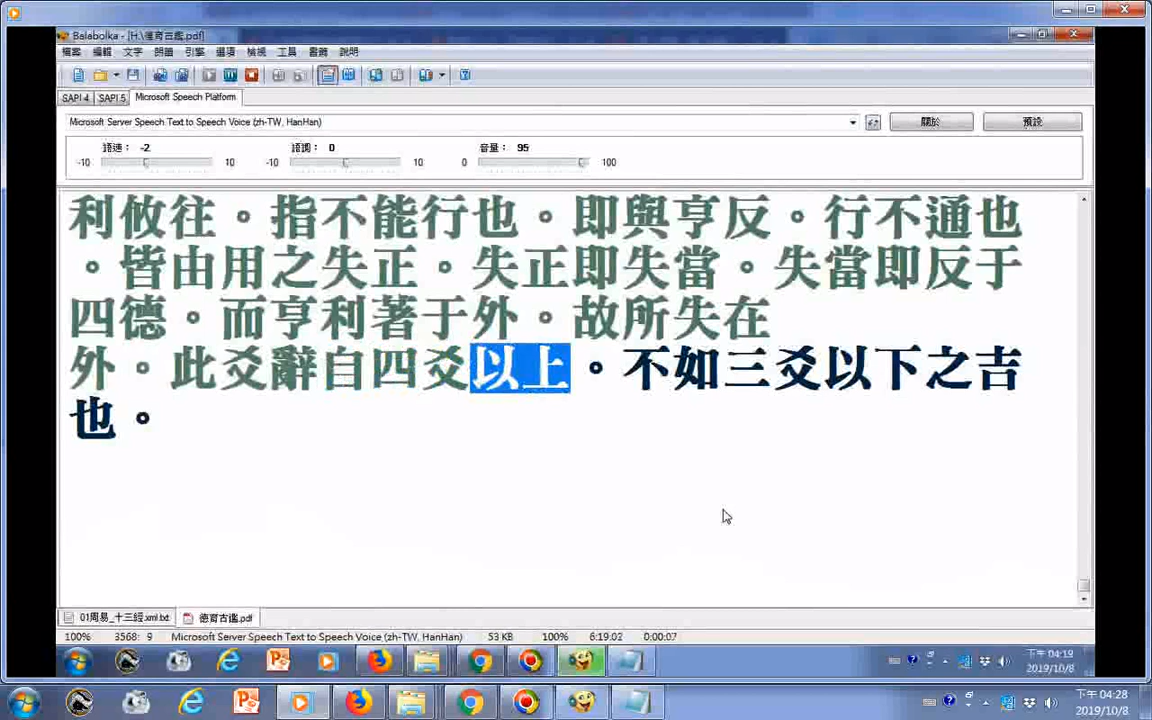 Balabolka - [H:\德育古鑑.pdf]
檔案 編輯 文字 朗讀 引擎 選項 檢視 工具 書籤 說明
SAPI 4 SAPI 5 Microsoft Speech Platform
Microsoft Server Speech Text to Speech Voice (zh-TW, HanHan) 關於 預設
語速： -2 語調： 0 音量： 95
-10 10 -10 10 0 100
利攸往。指不能行也。即與亨反。行不通也
。皆由用之失正。失正即失當。失當即反于
四德。而亨利著于外。故所失在
外。此爻辭自四爻以上。不如三爻以下之吉
也。
01周易_十三經.xml.txt 德育古鑑.pdf
100% 3568: 9 Microsoft Server Speech Text to Speech Voice (zh-TW, HanHan) 53 KB 100% 6:19:02 0:00:07
下午 04:19
2019/10/8
下午 04:28
2019/10/8